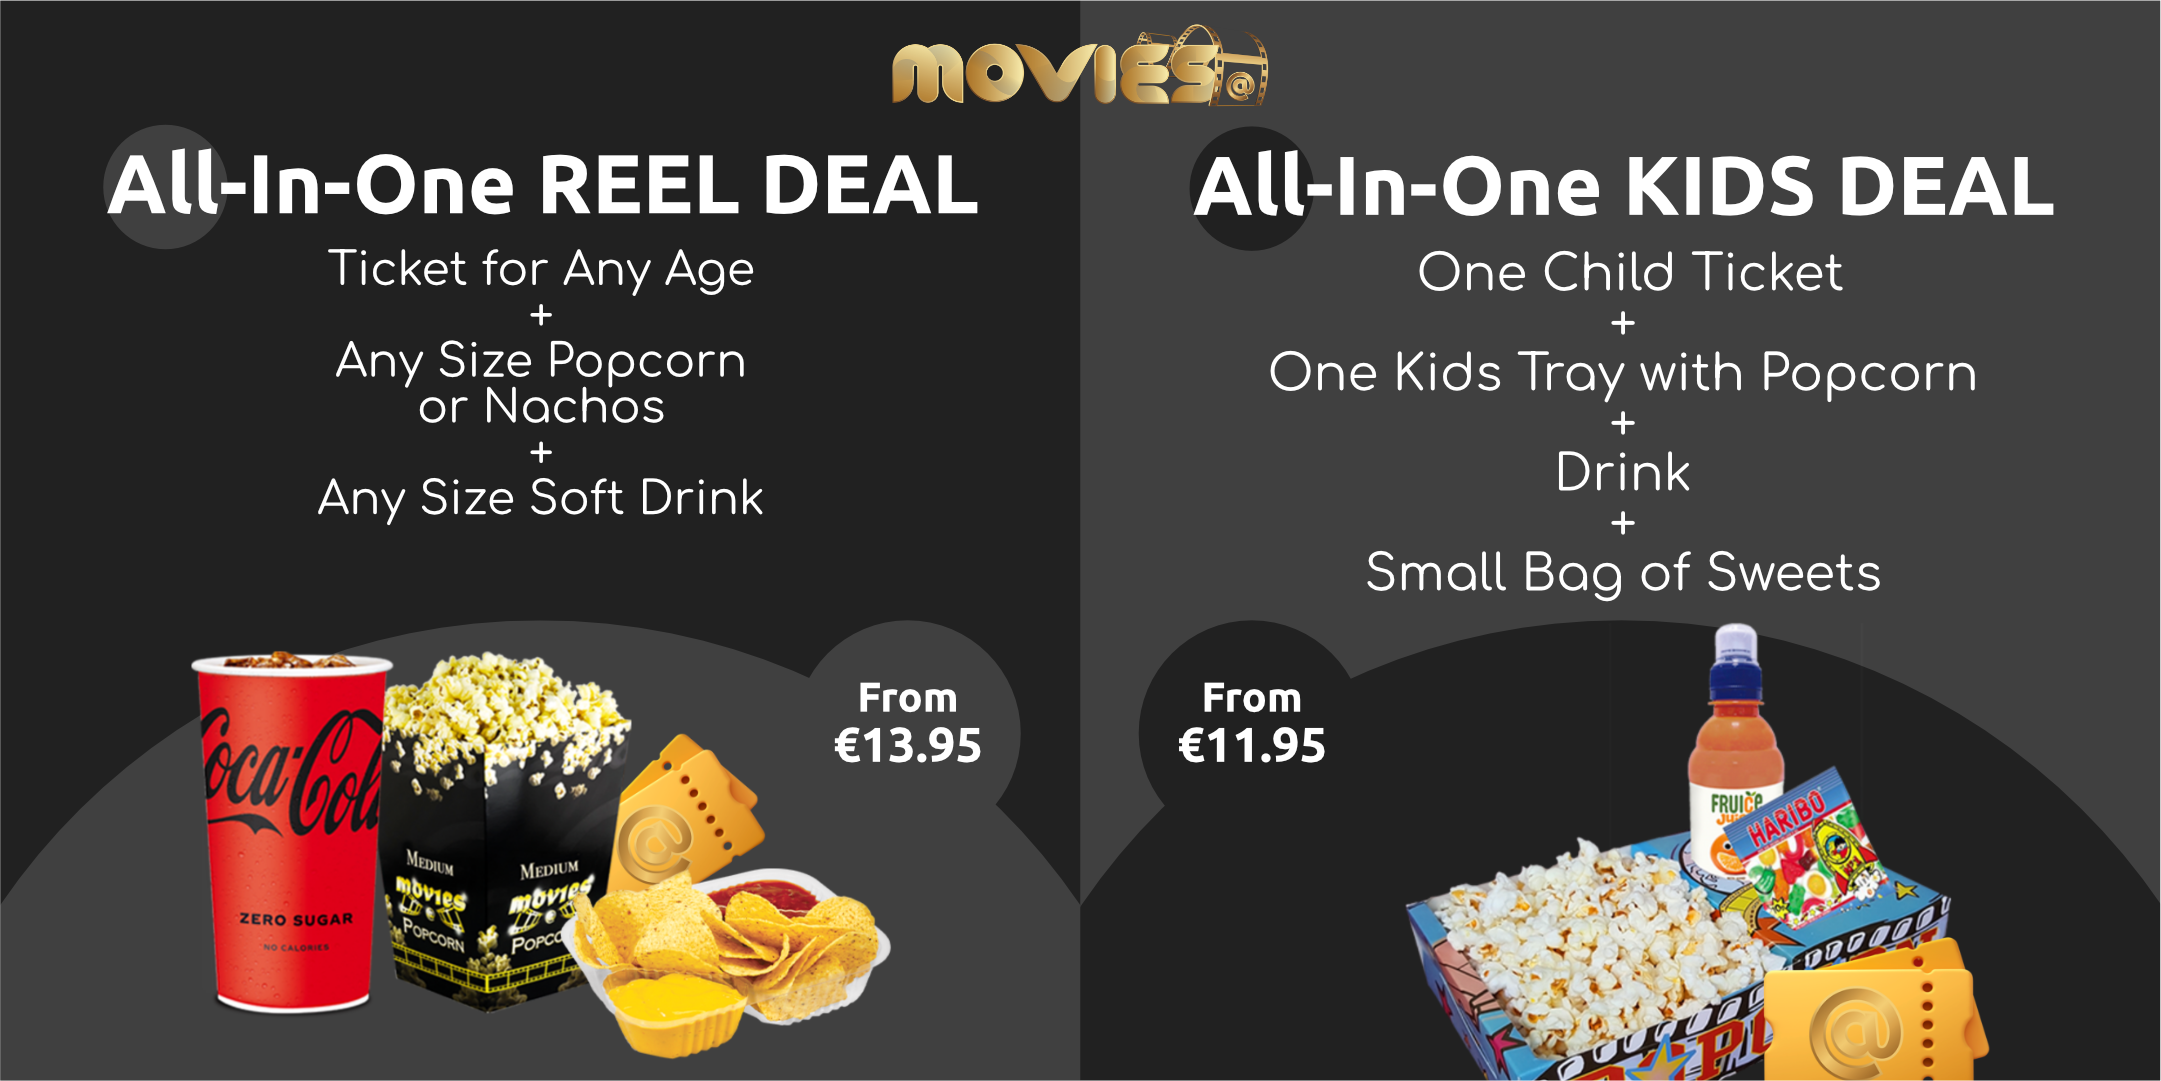 MOVIES@
All-In-One REEL DEAL
Ticket for Any Age
+
Any Size Popcorn
or Nachos
+
Any Size Soft Drink
From
€13.95
Coca-Cola
ZERO SUGAR
NO CALORIES
MEDIUM
movies@
POPCORN
MEDIUM
movies
POPCO
@
All-In-One KIDS DEAL
One Child Ticket
+
One Kids Tray with Popcorn
+
Drink
+
Small Bag of Sweets
From
€11.95
FRUICE
HARIBO
@